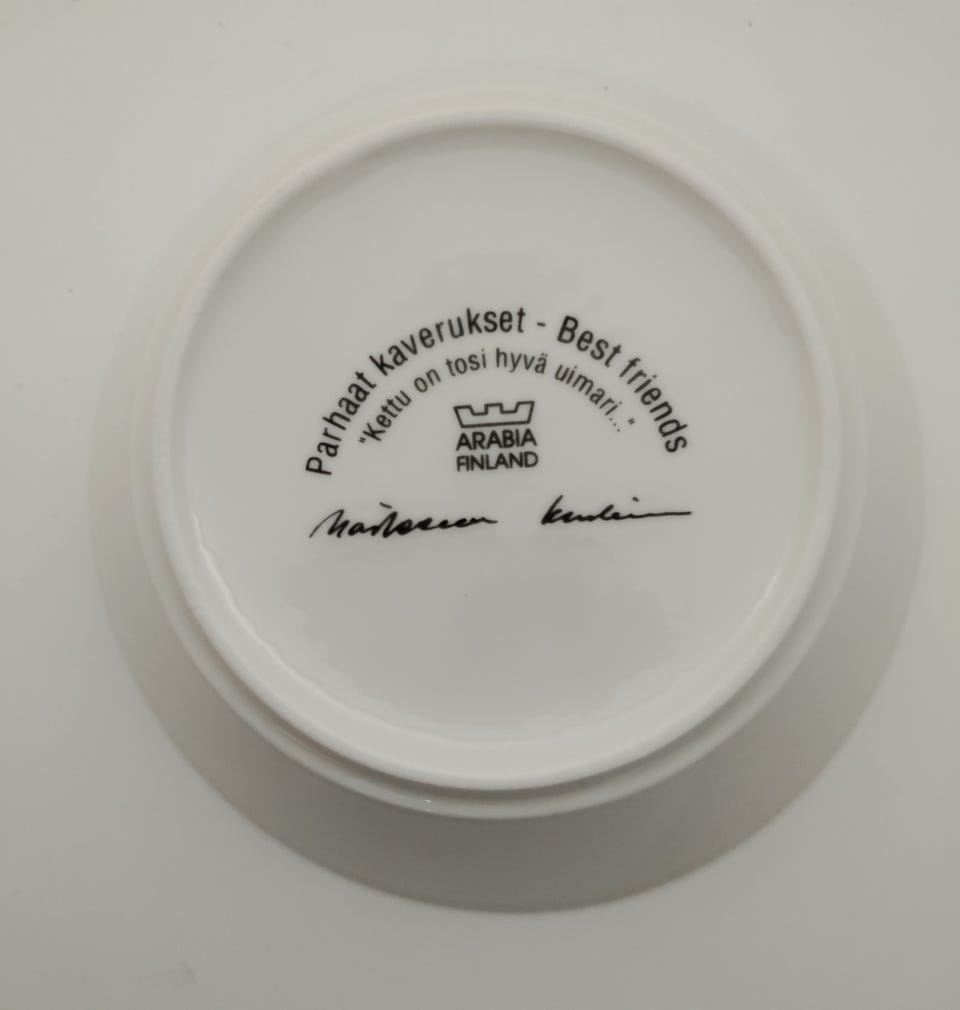 Parhaat kaverukset - Best friends
"Kettu on tosi hyvä uimari..."
ARABIA
FINLAND